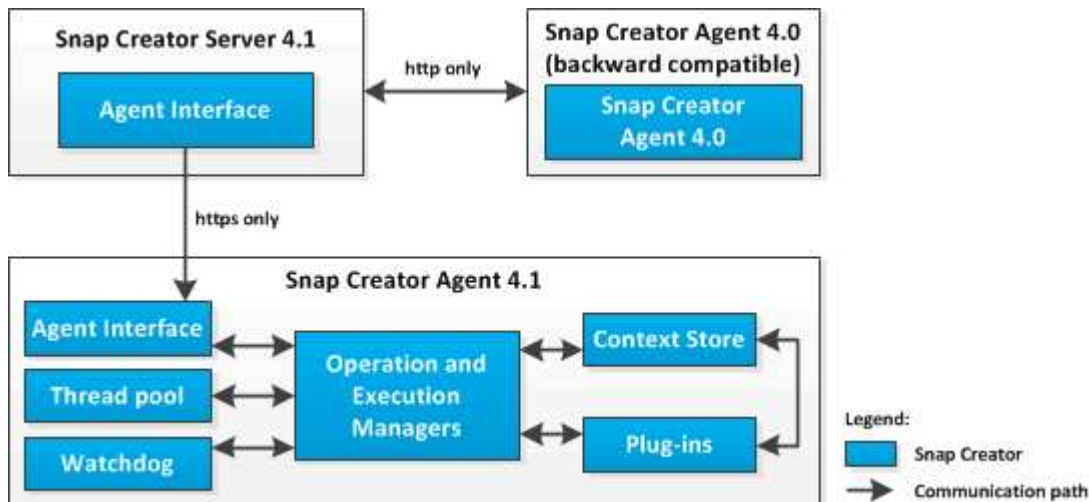 Snap Creator Server 4.1
Agent Interface
http only
Snap Creator Agent 4.0
(backward compatible)
Snap Creator
Agent 4.0
https only
Snap Creator Agent 4.1
Agent Interface
Thread pool
Watchdog
Operation and
Execution
Managers
Context Store
Plug-ins
Legend:
Snap Creator
Communication path